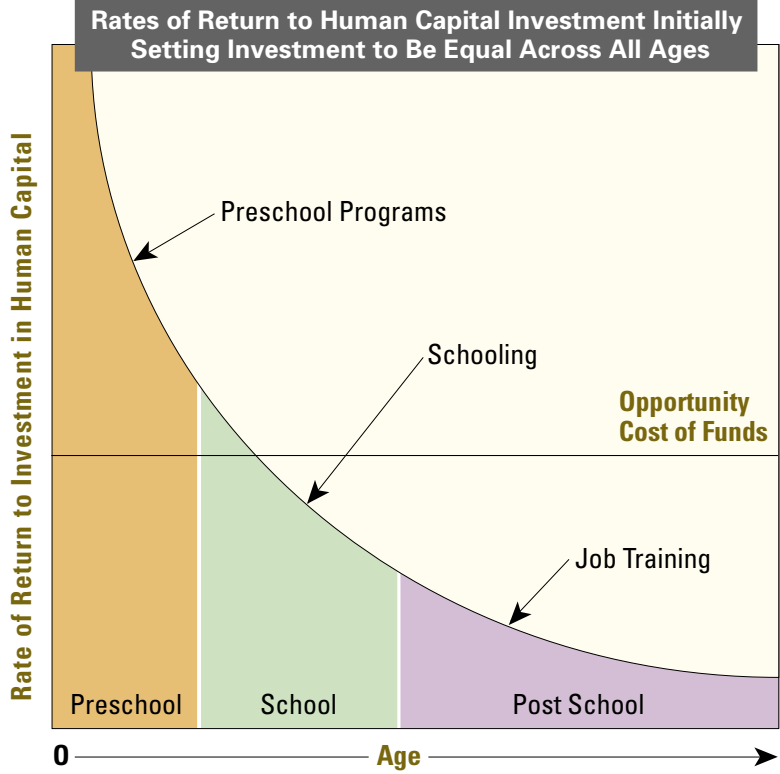 Rates of Return to Human Capital Investment Initially
Setting Investment to Be Equal Across All Ages
Rate of Return to Investment in Human Capital
Preschool Programs
Schooling
Opportunity
Cost of Funds
Job Training
Preschool
School
Post School
0
Age